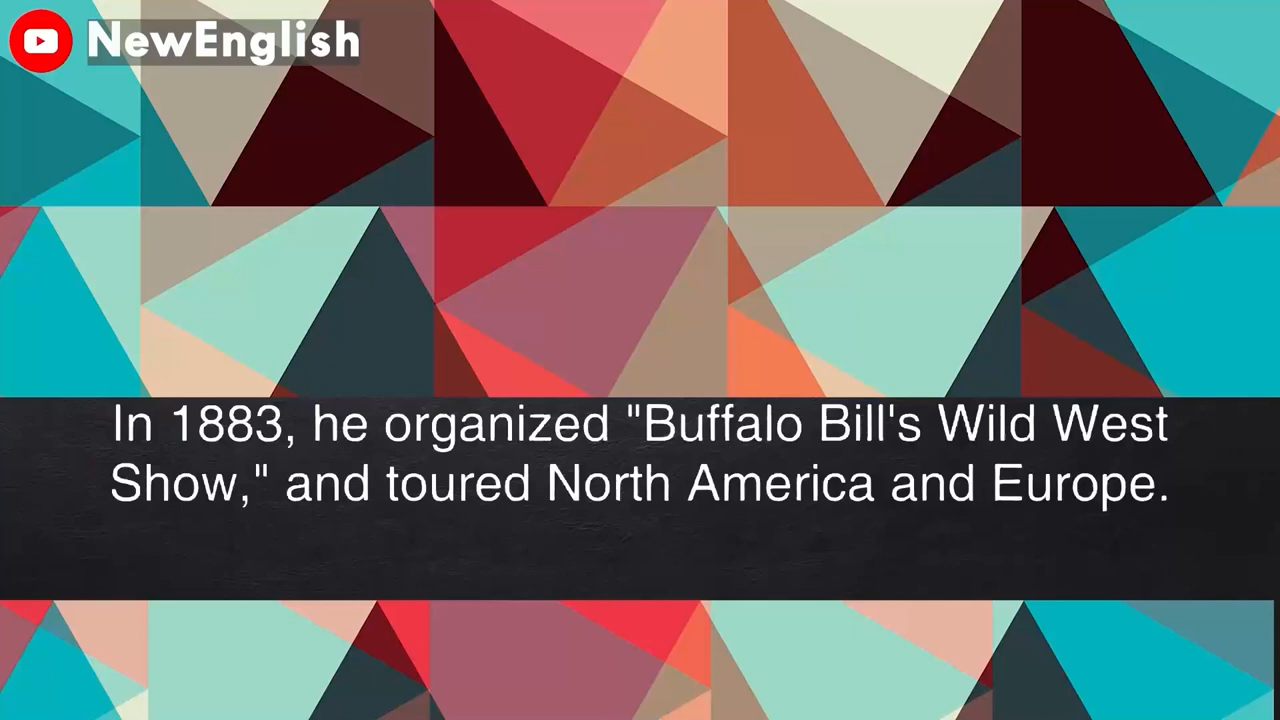 NewEnglish
In 1883, he organized "Buffalo Bill's Wild West
Show," and toured North America and Europe.